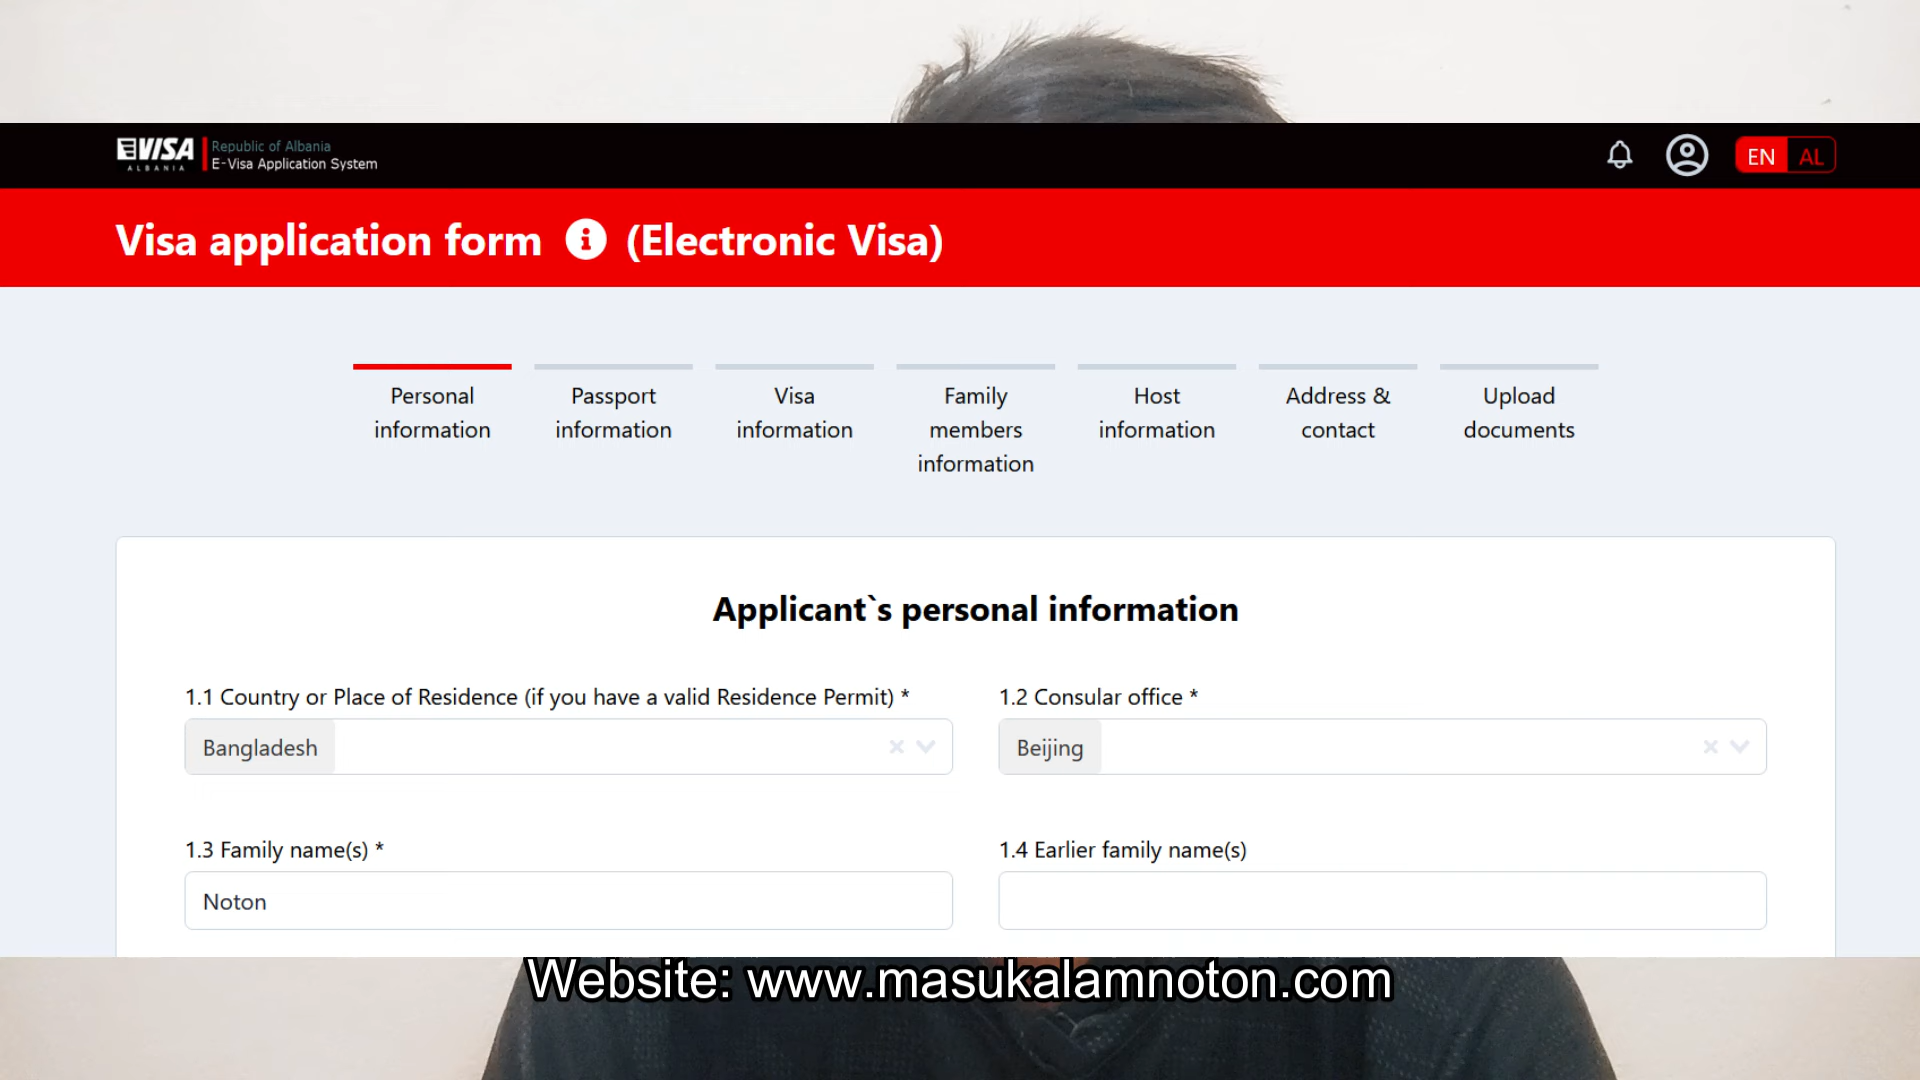 EVISA
ALBANIA
Republic of Albania
E-Visa Application System
EN
AL
Visa application form
(Electronic Visa)
Personal
information
Passport
information
Visa
information
Family
members
information
Host
information
Address &
contact
Upload
documents
Applicant`s personal information
1.1 Country or Place of Residence (if you have a valid Residence Permit) *
Bangladesh
1.2 Consular office *
Beijing
1.3 Family name(s) *
Noton
1.4 Earlier family name(s)
Website: www.masukalamnoton.com